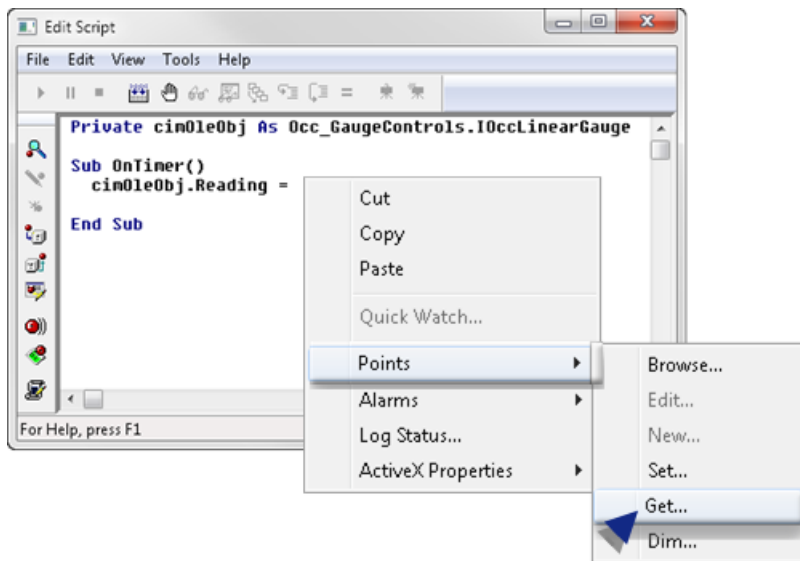 Edit Script
File Edit View Tools Help
Private cimOleObj As Occ_GaugeControls.IOccLinearGauge
Sub OnTimer()
cimOleObj.Reading =
End Sub
For Help, press F1
Cut
Copy
Paste
Quick Watch...
Points
Alarms
Log Status...
ActiveX Properties
Browse...
Edit...
New...
Set...
Get...
Dim...